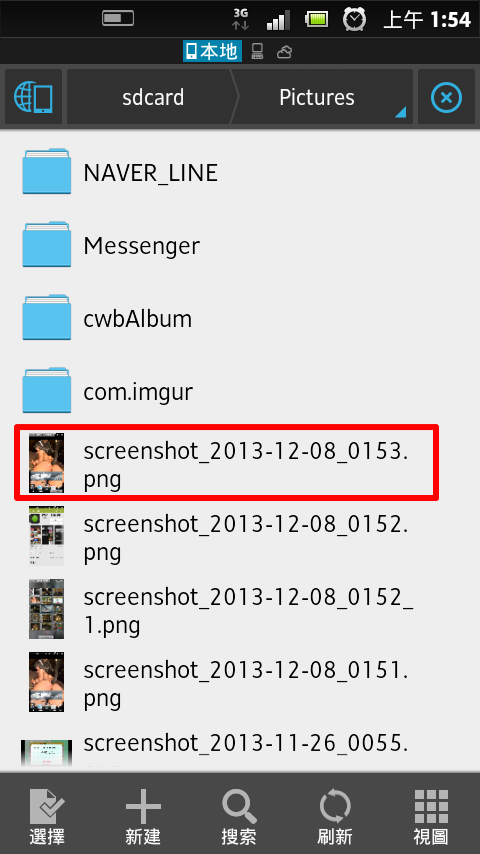 3G 上午 1:54
本地
sdcard Pictures
NAVER_LINE
Messenger
cwbAlbum
com.imgur
screenshot_2013-12-08_0153.
png
screenshot_2013-12-08_0152.
png
screenshot_2013-12-08_0152_
1.png
screenshot_2013-12-08_0151.
png
screenshot_2013-11-26_0055.
選擇 新建 搜索 刷新 視圖